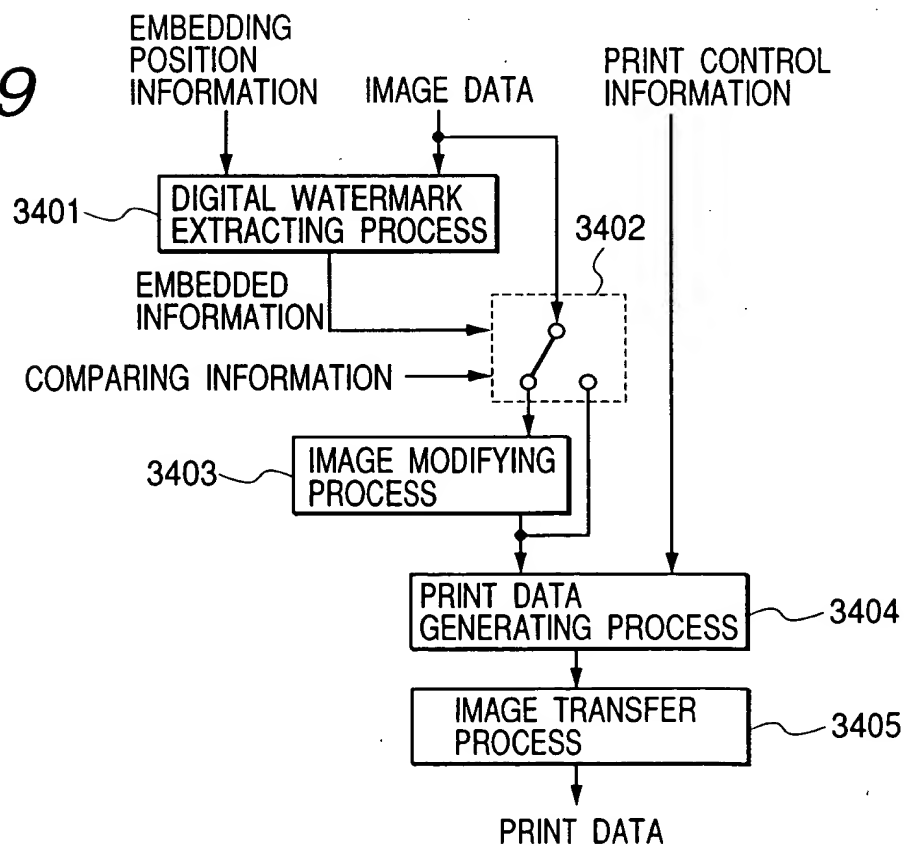 9
EMBEDDING
POSITION
INFORMATION
IMAGE DATA
PRINT CONTROL
INFORMATION
3401
DIGITAL WATERMARK
EXTRACTING PROCESS
3402
EMBEDDED
INFORMATION
COMPARING INFORMATION
3403
IMAGE MODIFYING
PROCESS
PRINT DATA
GENERATING PROCESS
3404
IMAGE TRANSFER
PROCESS
3405
PRINT DATA